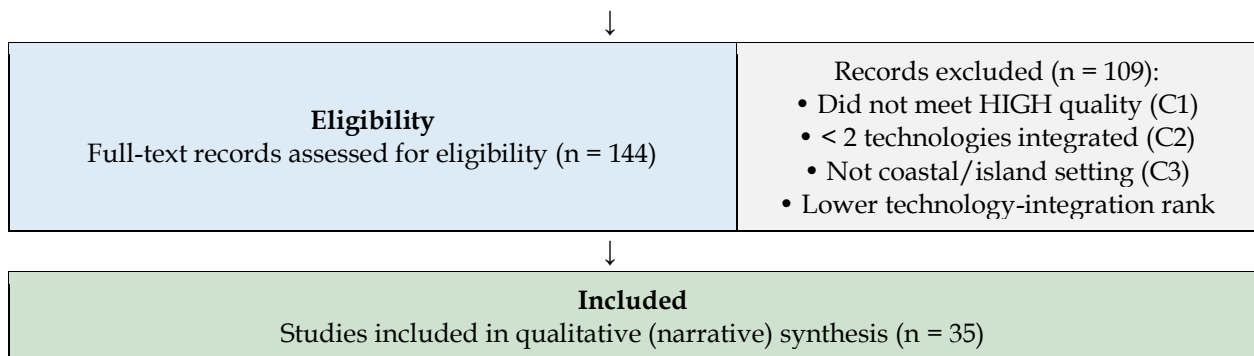 ↓
Eligibility
Full-text records assessed for eligibility (n = 144)
Records excluded (n = 109):
• Did not meet HIGH quality (C1)
• < 2 technologies integrated (C2)
• Not coastal/island setting (C3)
• Lower technology-integration rank
↓
Included
Studies included in qualitative (narrative) synthesis (n = 35)